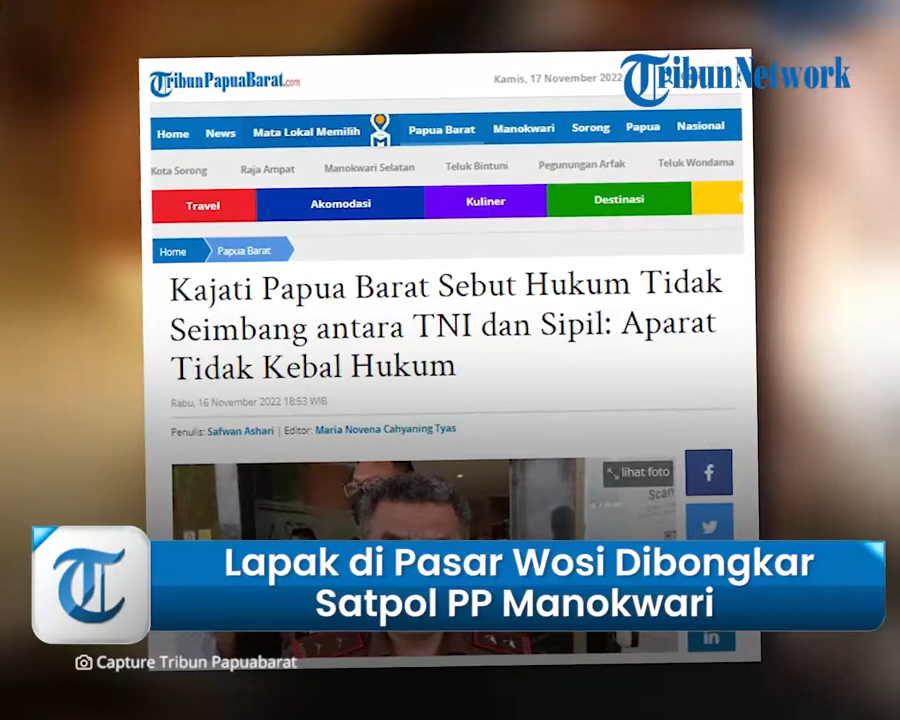 TribunPapuaBarat.com
Kamis, 17 November 2022
TribunNetwork
Home News Mata Lokal Memilih Papua Barat Manokwari Sorong Papua Nasional
Kota Sorong Raja Ampat Manokwari Selatan Teluk Bintuni Pegunungan Arfak Teluk Wondama
Travel Akomodasi Kuliner Destinasi
Home Papua Barat
Kajati Papua Barat Sebut Hukum Tidak
Seimbang antara TNI dan Sipil: Aparat
Tidak Kebal Hukum
Rabu, 16 November 2022 18:53 WIB
Penulis: Safwan Ashari | Editor: Maria Novena Cahyaning Tyas
lihat foto
Scan
Lapak di Pasar Wosi Dibongkar
Satpol PP Manokwari
Capture Tribun Papuabarat